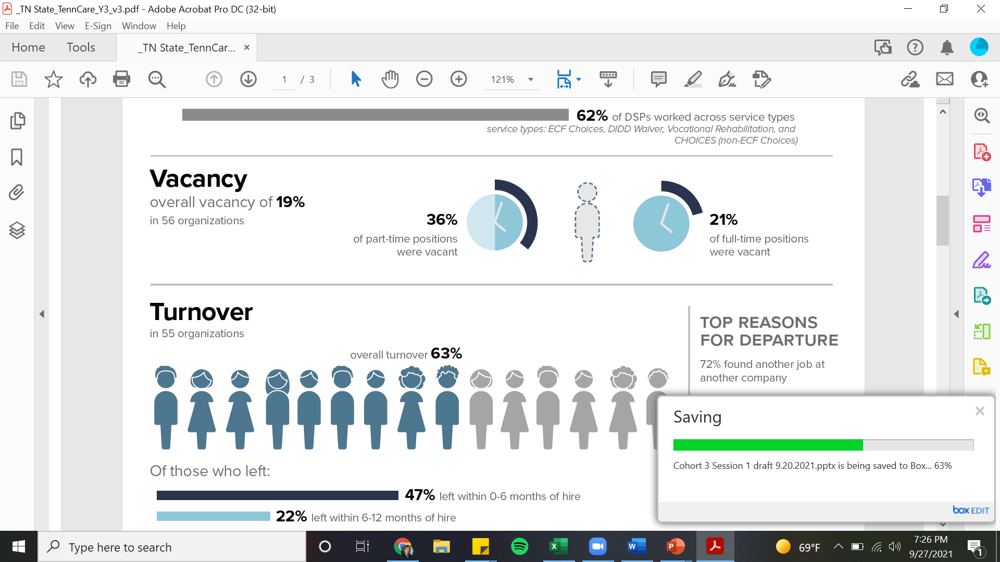 _TN State_TennCare_Y3_v3.pdf - Adobe Acrobat Pro DC (32-bit)
File Edit View E-Sign Window Help
Home Tools _TN State_TennCar... ×
1 / 3 121%
62% of DSPs worked across service types
service types: ECF Choices, DIDD Waiver, Vocational Rehabilitation, and
CHOICES (non-ECF Choices)
Vacancy
overall vacancy of 19%
in 56 organizations
36%
of part-time positions
were vacant
21%
of full-time positions
were vacant
Turnover
in 55 organizations
overall turnover 63%
TOP REASONS
FOR DEPARTURE
72% found another job at
another company
Of those who left:
47% left within 0-6 months of hire
22% left within 6-12 months of hire
Saving
Cohort 3 Session 1 draft 9.20.2021.pptx is being saved to Box... 63%
box EDIT
Type here to search
69°F
7:26 PM
9/27/2021
1